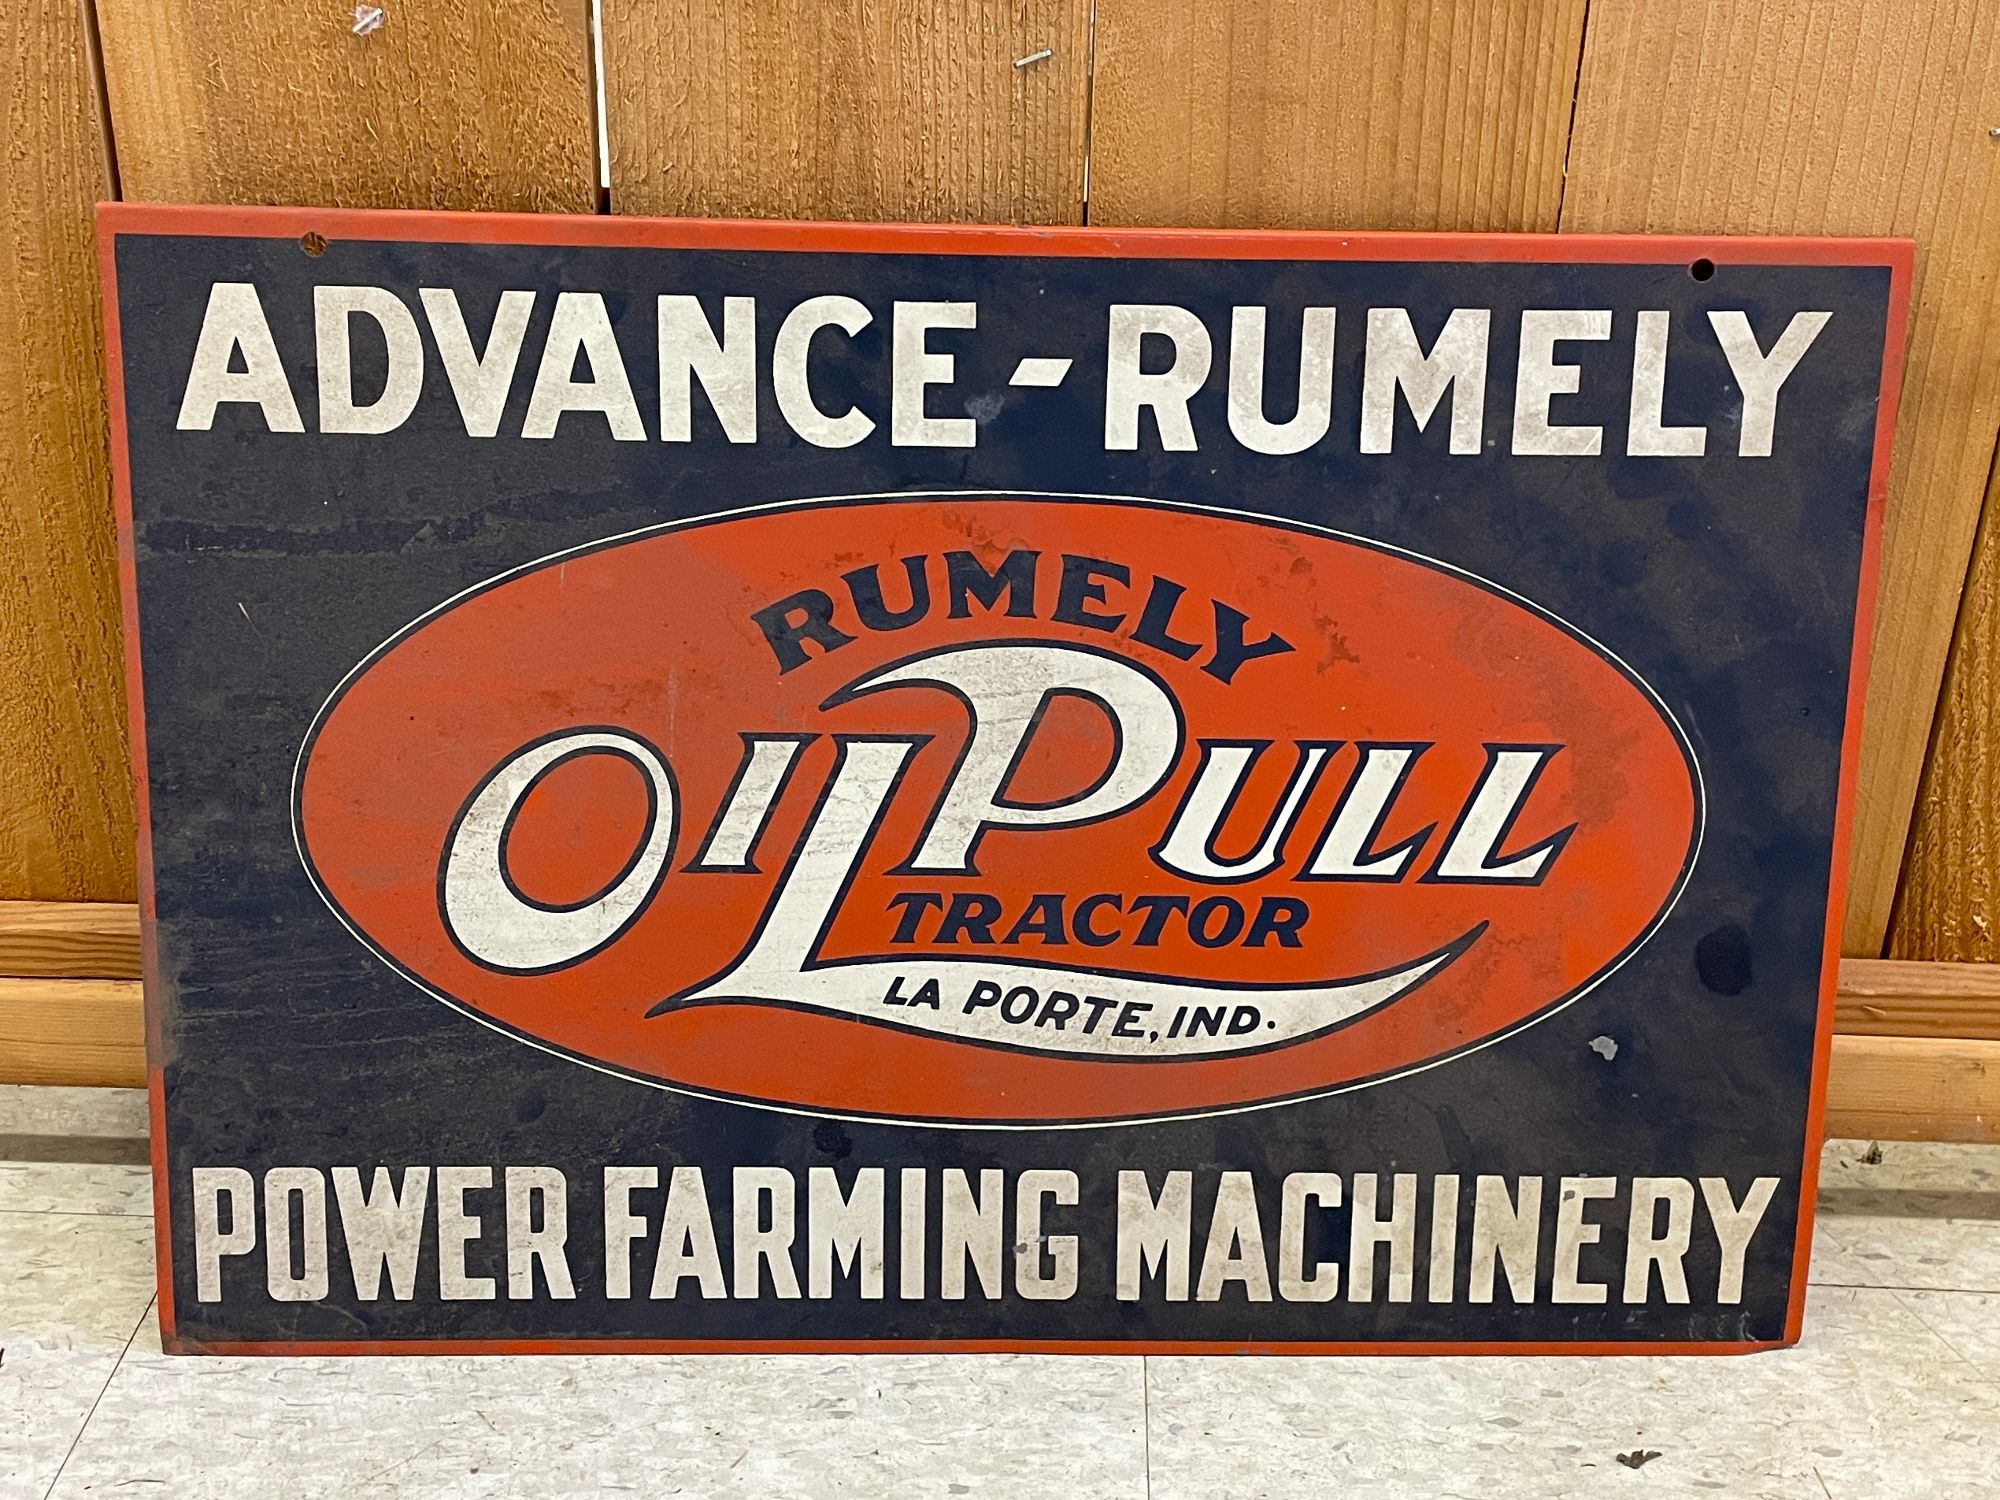 ADVANCE-RUMELY
RUMELY
OILPULL
TRACTOR
LA PORTE, IND.
POWER FARMING MACHINERY